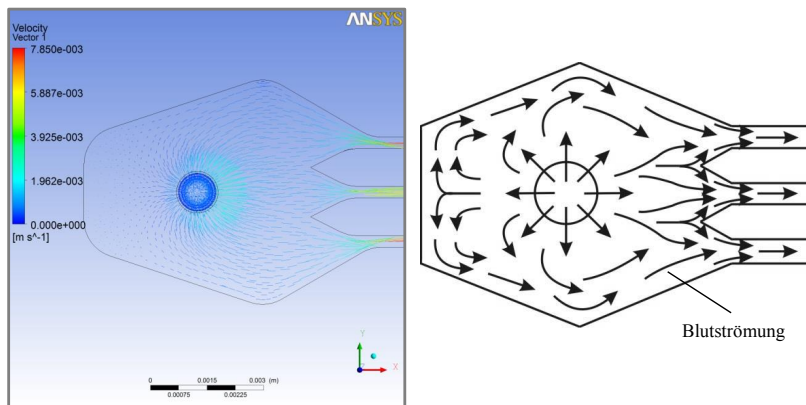 ANSYS
Velocity
Vector 1
7.850e-003
5.887e-003
3.925e-003
1.962e-003
0.000e+000
[m s^-1]
Y
X
0 0.0015 0.003 (m)
0.00075 0.00225
Blutströmung